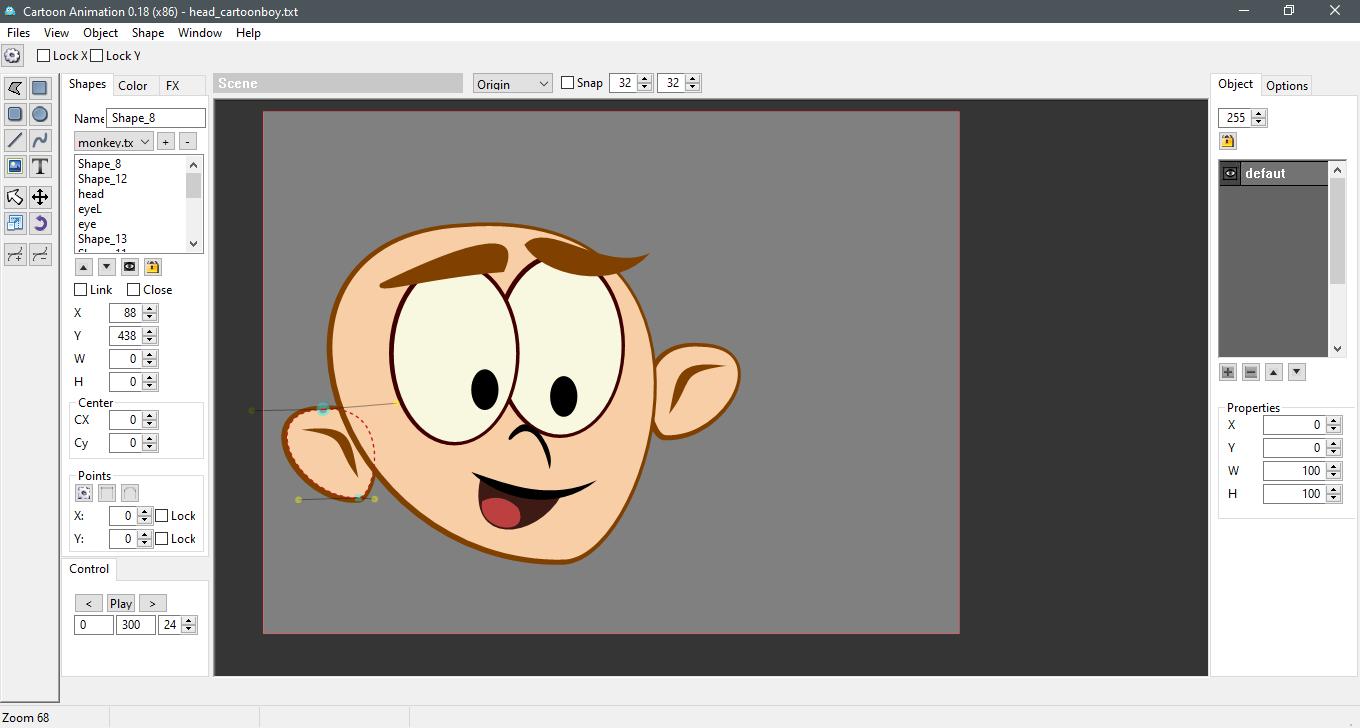 Cartoon Animation 0.18 (x86) - head_cartoonboy.txt
Files View Object Shape Window Help
Lock X Lock Y
Shapes Color FX
Scene
Origin Snap 32 32
Object Options
Name Shape_8
255
monkey.tx + -
Shape_8
Shape_12
head
eyeL
eye
Shape_13
defaut
Link Close
X 88
Y 438
W 0
H 0
Center
CX 0
Cy 0
Points
X: 0 Lock
Y: 0 Lock
Control
< Play >
0 300 24
Properties
X 0
Y 0
W 100
H 100
Zoom 68